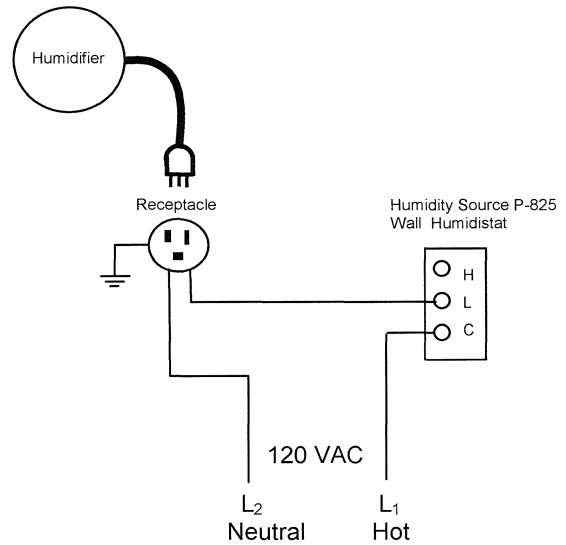 Humidifier
Receptacle
Humidity Source P-825
Wall Humidistat
H
L
C
120 VAC
L2
L1
Neutral
Hot